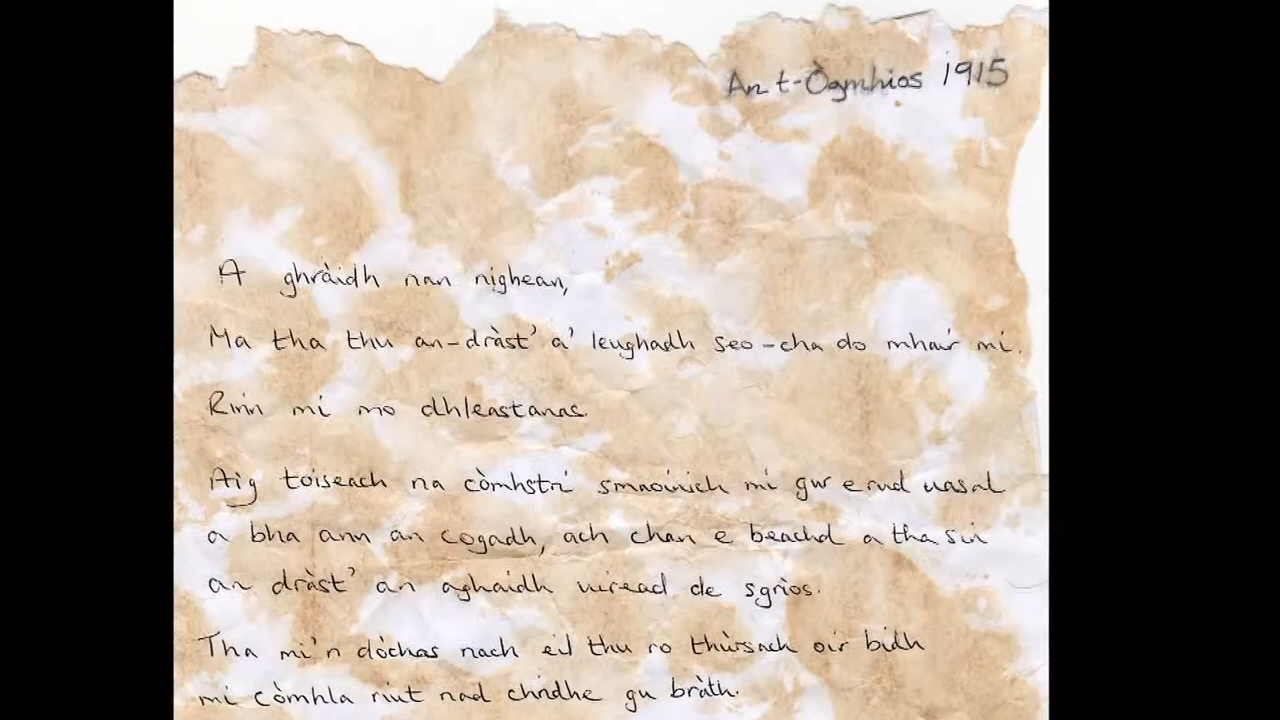 An t-Ògmhios 1915
A ghràidh nan nighean,
Ma tha thu an-dràst' a' leughadh seo-cha do mhair mi.
Rinn mi mo dhleastanas.
Aig toiseach na còmhstri smaoinich mi gur e rud uasal
a bha ann an cogadh, ach chan e beachd a tha sin
an dràst' an aghaidh uiread de sgrios.
Tha mi'n dòchas nach eil thu ro thùrsach oir bidh
mi còmhla riut nad chridhe gu bràth.